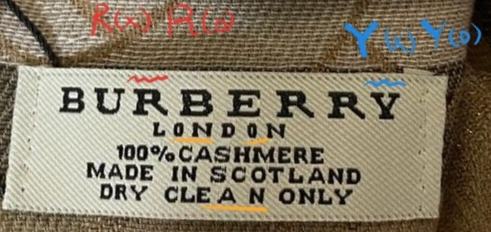 R(x) R(o) Y(x) Y(o)
BURBERRY
LONDON
100% CASHMERE
MADE IN SCOTLAND
DRY CLEAN ONLY